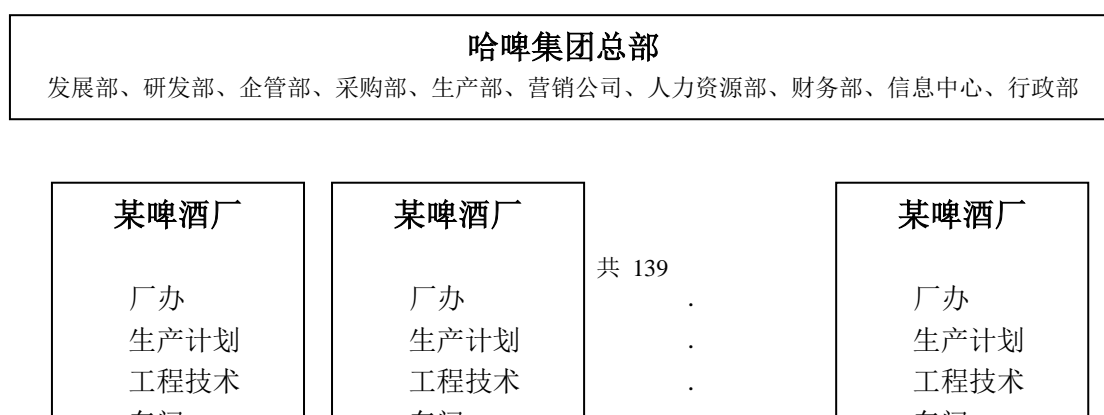 哈啤集团总部
发展部、研发部、企管部、采购部、生产部、营销公司、人力资源部、财务部、信息中心、行政部
某啤酒厂 某啤酒厂 某啤酒厂
共 139
厂办 厂办 . 厂办
生产计划 生产计划 . 生产计划
工程技术 工程技术 . 工程技术